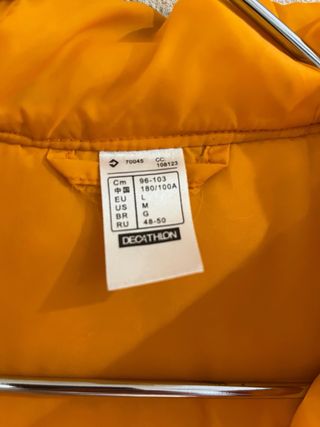 70045 CC: 108123
Cm 96-103
中国 180/100A
EU L
US M
BR G
RU 48-50
DECATHLON